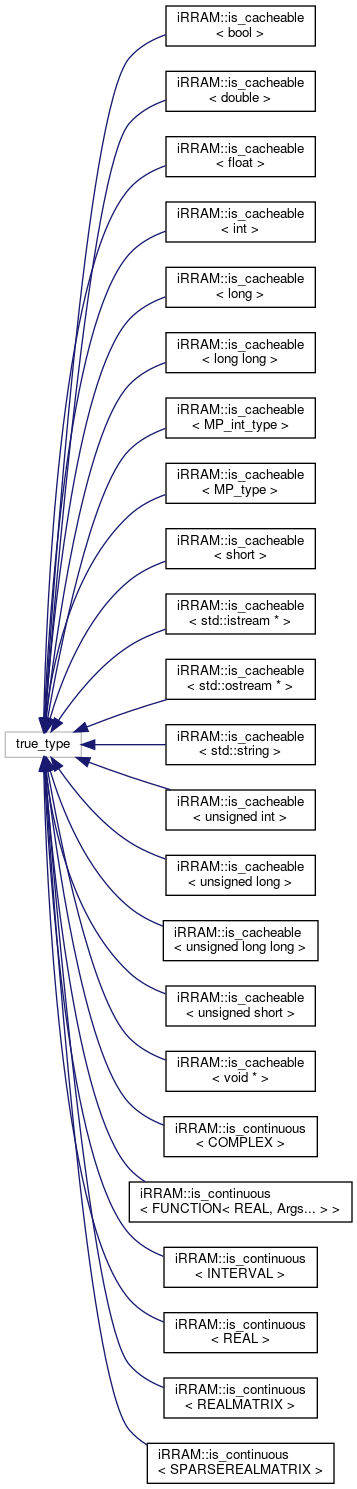 iRRAM::is_cacheable
< bool >
iRRAM::is_cacheable
< double >
iRRAM::is_cacheable
< float >
iRRAM::is_cacheable
< int >
iRRAM::is_cacheable
< long >
iRRAM::is_cacheable
< long long >
iRRAM::is_cacheable
< MP_int_type >
iRRAM::is_cacheable
< MP_type >
iRRAM::is_cacheable
< short >
iRRAM::is_cacheable
< std::istream * >
iRRAM::is_cacheable
< std::ostream * >
true_type
iRRAM::is_cacheable
< std::string >
iRRAM::is_cacheable
< unsigned int >
iRRAM::is_cacheable
< unsigned long >
iRRAM::is_cacheable
< unsigned long long >
iRRAM::is_cacheable
< unsigned short >
iRRAM::is_cacheable
< void * >
iRRAM::is_continuous
< COMPLEX >
iRRAM::is_continuous
< FUNCTION< REAL, Args... > >
iRRAM::is_continuous
< INTERVAL >
iRRAM::is_continuous
< REAL >
iRRAM::is_continuous
< REALMATRIX >
iRRAM::is_continuous
< SPARSEREALMATRIX >